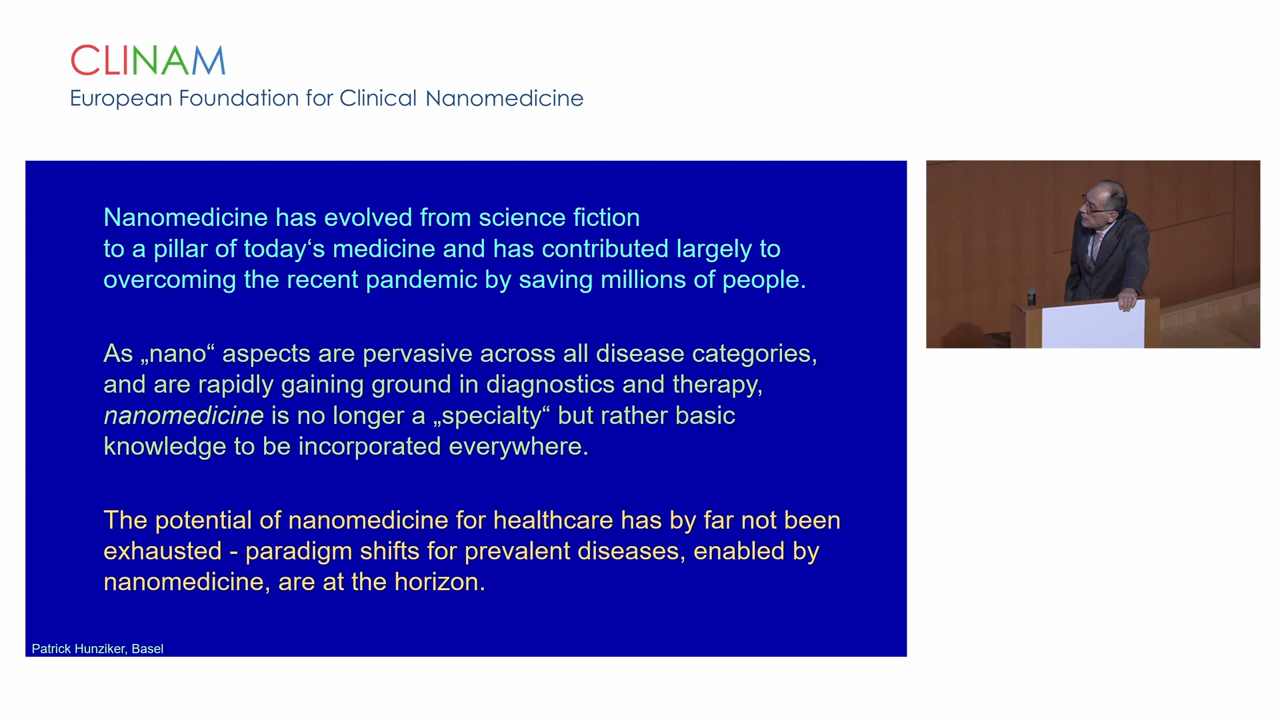 CLINAM
European Foundation for Clinical Nanomedicine
Nanomedicine has evolved from science fiction
to a pillar of today‘s medicine and has contributed largely to
overcoming the recent pandemic by saving millions of people.
As „nano“ aspects are pervasive across all disease categories,
and are rapidly gaining ground in diagnostics and therapy,
nanomedicine is no longer a „specialty“ but rather basic
knowledge to be incorporated everywhere.
The potential of nanomedicine for healthcare has by far not been
exhausted - paradigm shifts for prevalent diseases, enabled by
nanomedicine, are at the horizon.
Patrick Hunziker, Basel